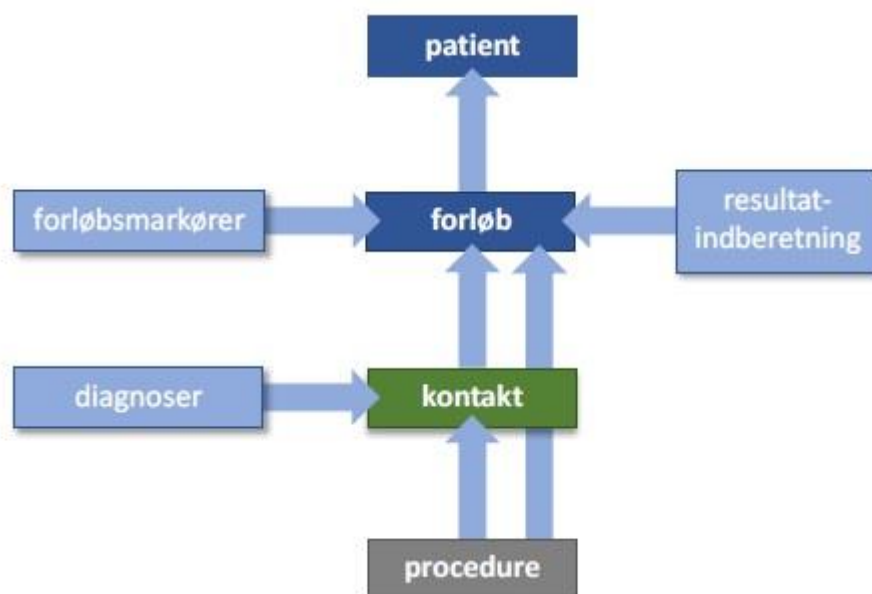 patient
forløbsmarkører
forløb
resultat-
indberetning
diagnoser
kontakt
procedure